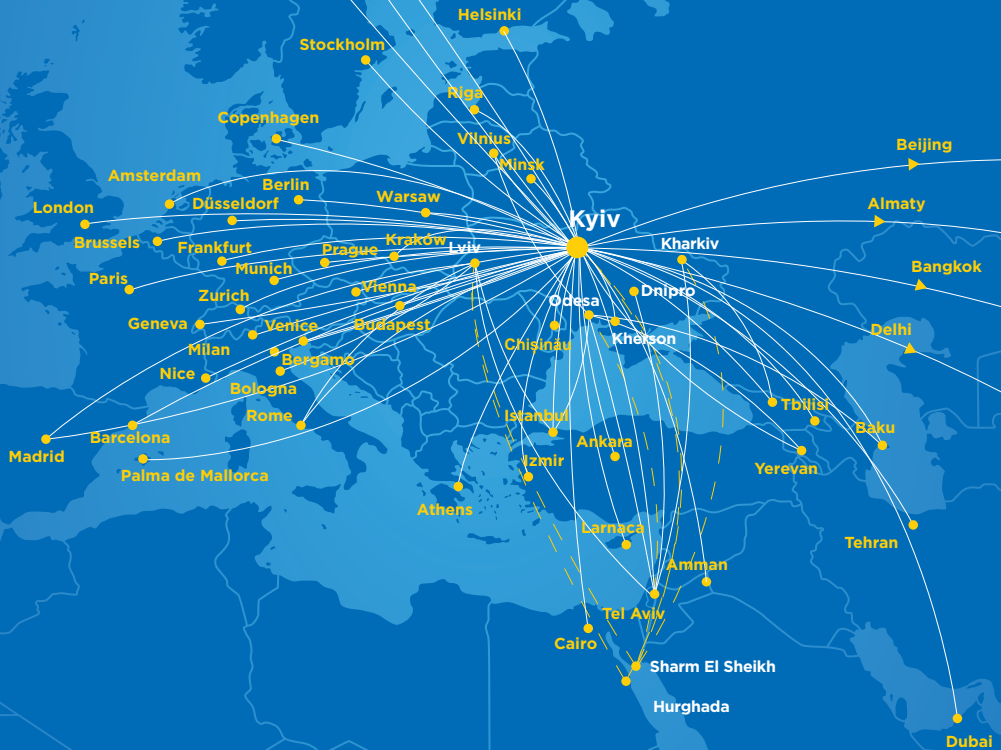 Helsinki
Stockholm
Riga
Copenhagen
Vilnius
Beijing
Minsk
Amsterdam
Berlin
Warsaw
Düsseldorf
Almaty
London
Kyiv
Brussels
Frankfurt
Prague
Kraków
Lviv
Kharkiv
Munich
Bangkok
Paris
Vienna
Dnipro
Zurich
Odesa
Geneva
Venice
Budapest
Delhi
Milan
Chisinau
Kherson
Bergamo
Nice
Bologna
Tbilisi
Rome
Istanbul
Baku
Barcelona
Ankara
Madrid
Izmir
Yerevan
Palma de Mallorca
Athens
Larnaca
Tehran
Amman
Tel Aviv
Cairo
Sharm El Sheikh
Hurghada
Dubai